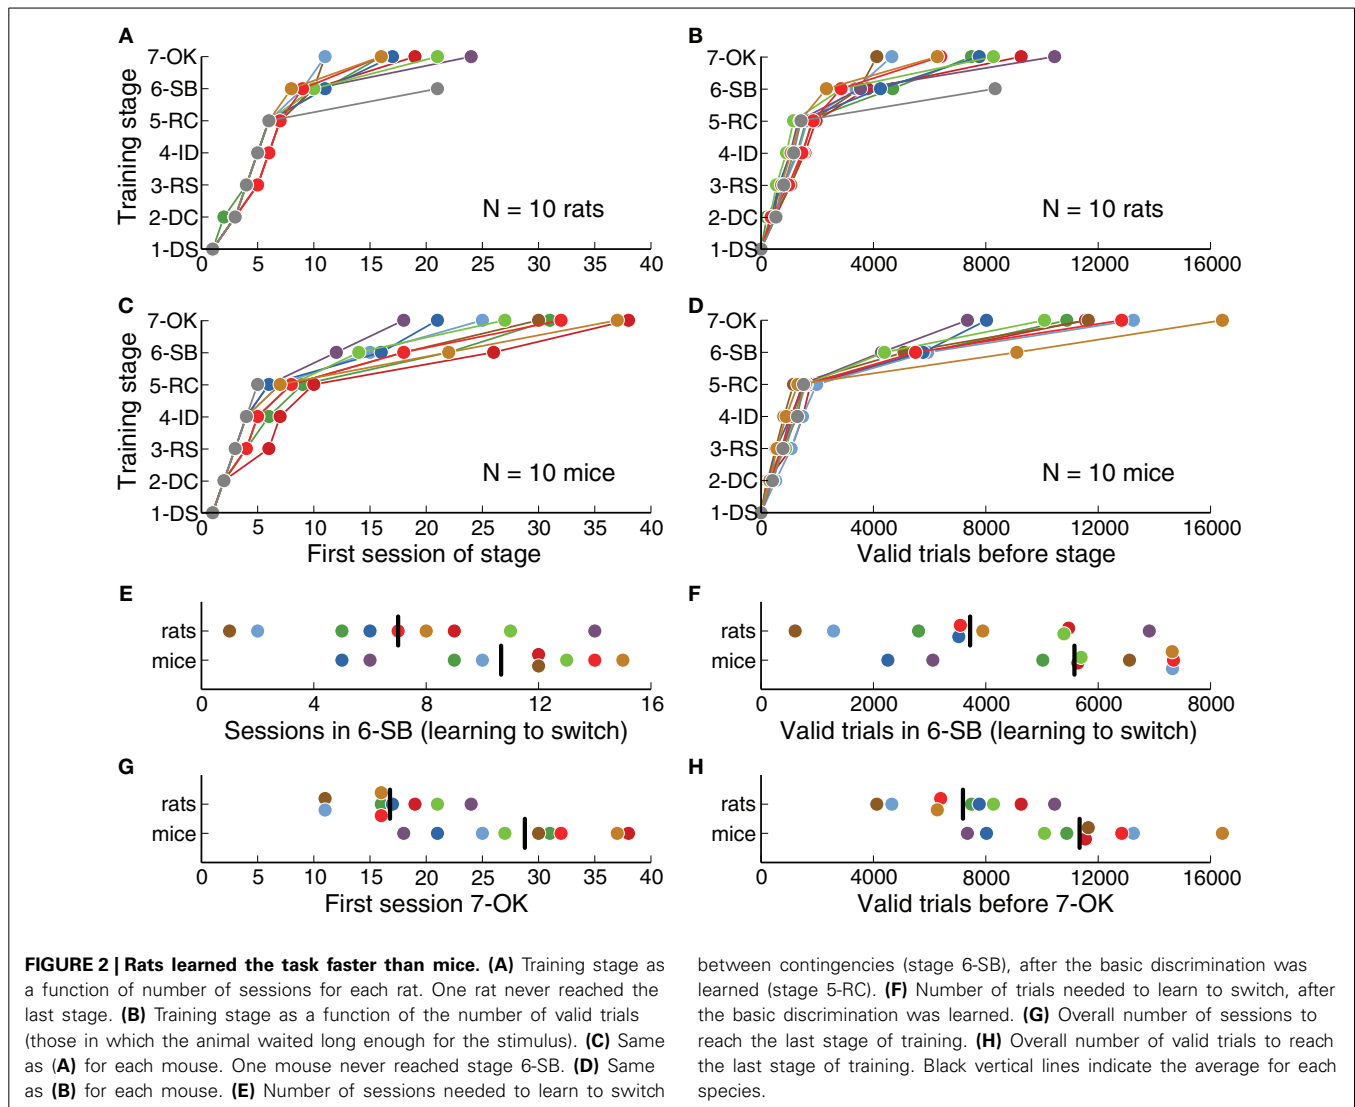 A
7-OK
6-SB
5-RC
4-ID
3-RS
2-DC
1-DS
Training stage
N = 10 rats
0 5 10 15 20 25 30 35 40
B
7-OK
6-SB
5-RC
4-ID
3-RS
2-DC
1-DS
N = 10 rats
0 4000 8000 12000 16000
C
7-OK
6-SB
5-RC
4-ID
3-RS
2-DC
1-DS
Training stage
N = 10 mice
0 5 10 15 20 25 30 35 40
First session of stage
D
7-OK
6-SB
5-RC
4-ID
3-RS
2-DC
1-DS
N = 10 mice
0 4000 8000 12000 16000
Valid trials before stage
E
rats
mice
0 4 8 12 16
Sessions in 6-SB (learning to switch)
F
rats
mice
0 2000 4000 6000 8000
Valid trials in 6-SB (learning to switch)
G
rats
mice
0 5 10 15 20 25 30 35 40
First session 7-OK
H
rats
mice
0 4000 8000 12000 16000
Valid trials before 7-OK
FIGURE 2 | Rats learned the task faster than mice. (A) Training stage as
a function of number of sessions for each rat. One rat never reached the
last stage. (B) Training stage as a function of the number of valid trials
(those in which the animal waited long enough for the stimulus). (C) Same
as (A) for each mouse. One mouse never reached stage 6-SB. (D) Same
as (B) for each mouse. (E) Number of sessions needed to learn to switch
between contingencies (stage 6-SB), after the basic discrimination was
learned (stage 5-RC). (F) Number of trials needed to learn to switch, after
the basic discrimination was learned. (G) Overall number of sessions to
reach the last stage of training. (H) Overall number of valid trials to reach
the last stage of training. Black vertical lines indicate the average for each
species.